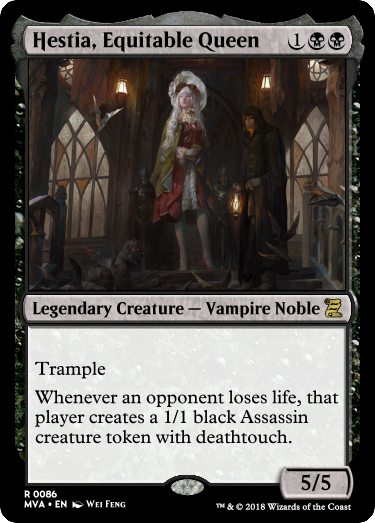 Hestia, Equitable Queen 1
Legendary Creature — Vampire Noble
Trample
Whenever an opponent loses life, that
player creates a 1/1 black Assassin
creature token with deathtouch.
5/5
R 0086
MVA • EN Wei Feng
™ & © 2018 Wizards of the Coast